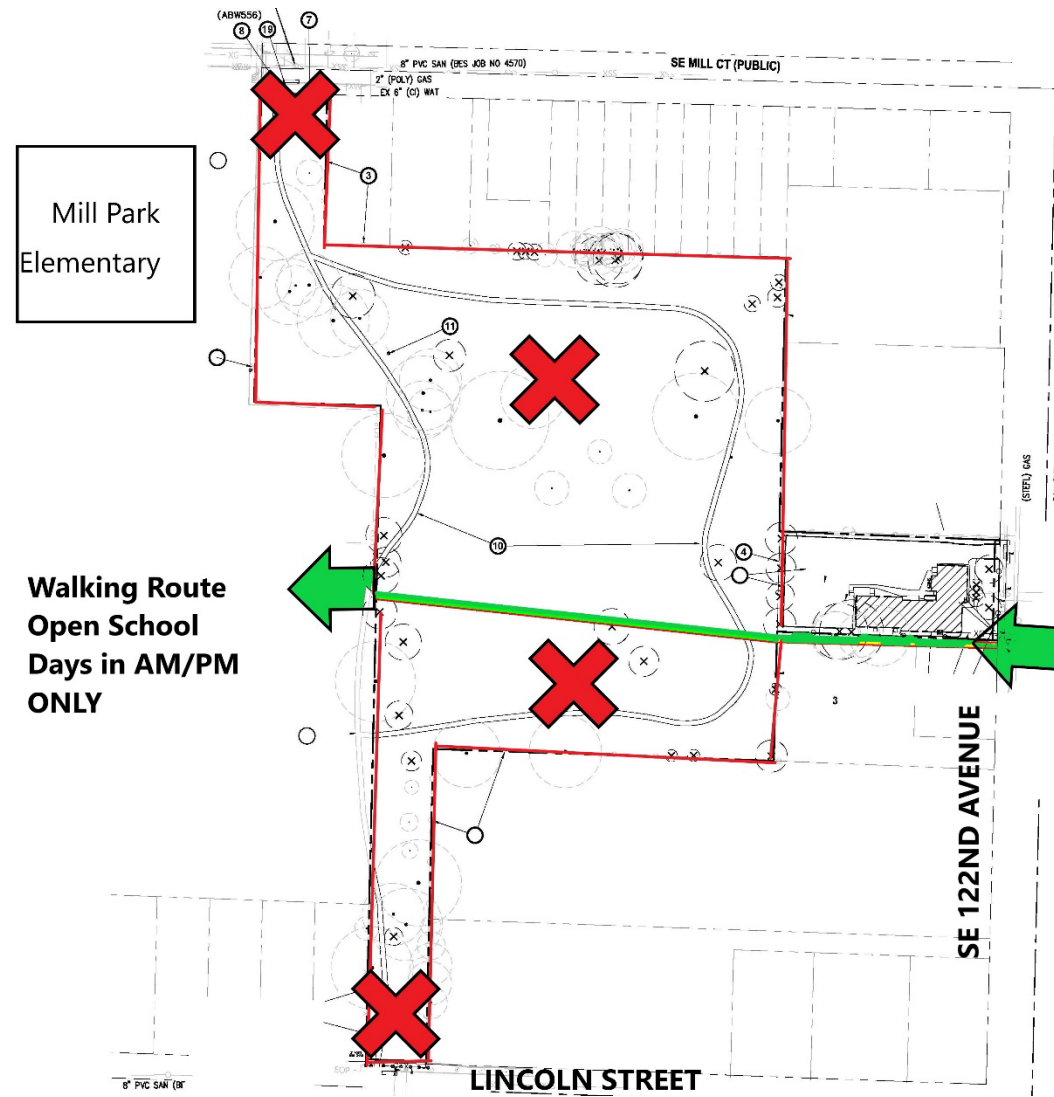 (ABW556)
8
19
7
8" PVC SAN (BES JOB NO 4570)
SE MILL CT (PUBLIC)
2" (POLY) GAS
EX 6" (CI) WAT
3
Mill Park
Elementary
11
(STEEL) GAS
10
4
Walking Route
Open School
Days in AM/PM
ONLY
3
SE 122ND AVENUE
EOP
8" PVC SAN (BE
LINCOLN STREET